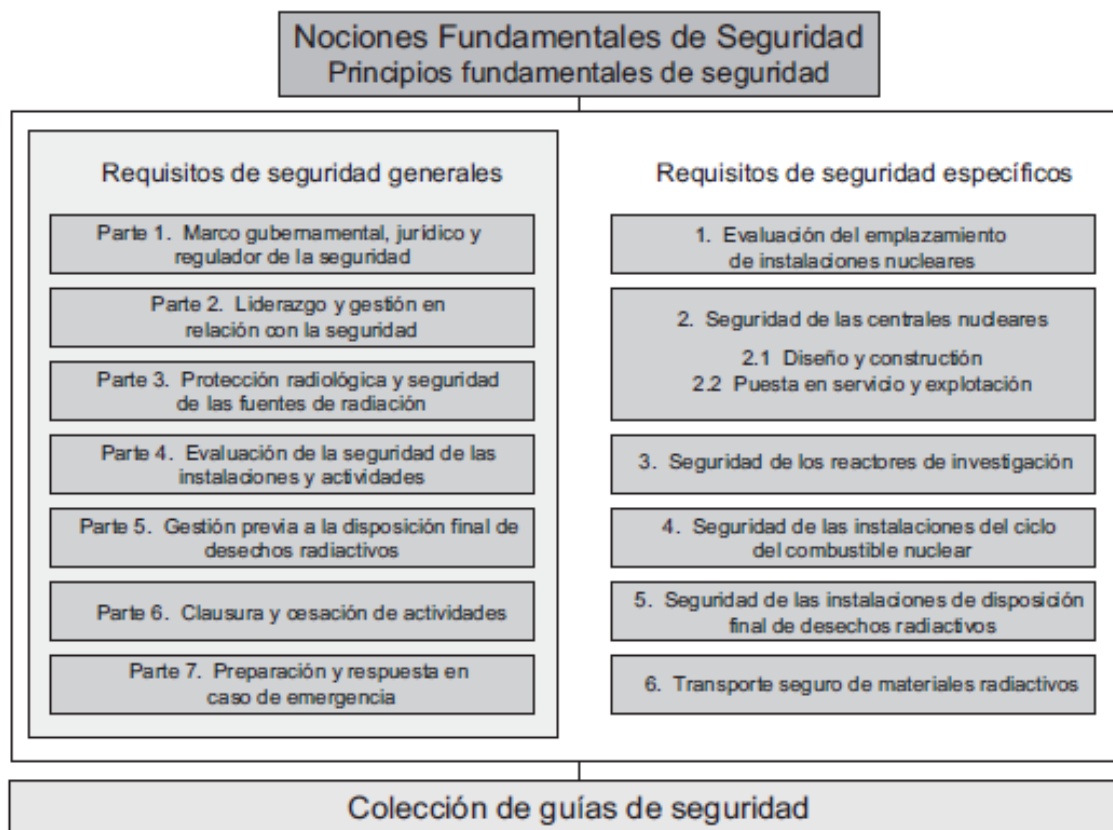 Nociones Fundamentales de Seguridad
Principios fundamentales de seguridad
Requisitos de seguridad generales
Parte 1. Marco gubernamental, jurídico y
regulador de la seguridad
Parte 2. Liderazgo y gestión en
relación con la seguridad
Parte 3. Protección radiológica y seguridad
de las fuentes de radiación
Parte 4. Evaluación de la seguridad de las
instalaciones y actividades
Parte 5. Gestión previa a la disposición final de
desechos radiactivos
Parte 6. Clausura y cesación de actividades
Parte 7. Preparación y respuesta en
caso de emergencia
Requisitos de seguridad específicos
1. Evaluación del emplazamiento
de instalaciones nucleares
2. Seguridad de las centrales nucleares
2.1 Diseño y constructión
2.2 Puesta en servicio y explotación
3. Seguridad de los reactores de investigación
4. Seguridad de las instalaciones del ciclo
del combustible nuclear
5. Seguridad de las instalaciones de disposición
final de desechos radiactivos
6. Transporte seguro de materiales radiactivos
Colección de guías de seguridad